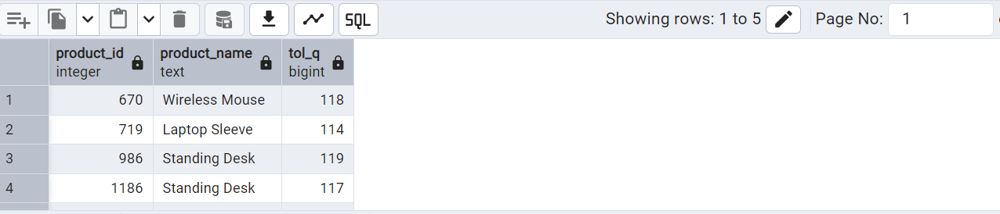 SQL Showing rows: 1 to 5 Page No: 1
product_id product_name tol_q
integer text bigint
1 670 Wireless Mouse 118
2 719 Laptop Sleeve 114
3 986 Standing Desk 119
4 1186 Standing Desk 117